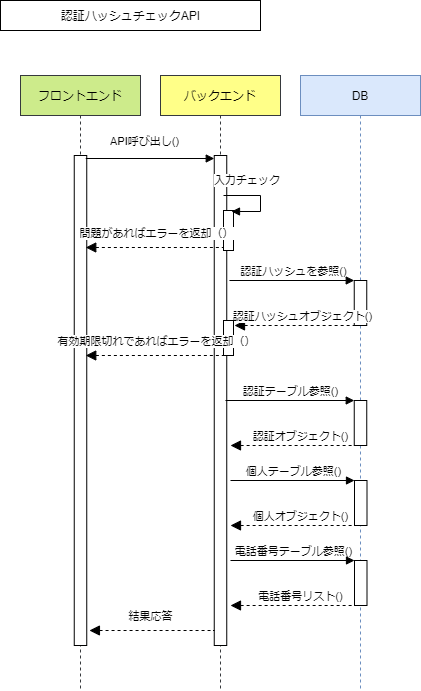 認証ハッシュチェックAPI
フロントエンド
バックエンド
DB
API呼び出し()
入力チェック
問題があればエラーを返却（）
認証ハッシュを参照()
認証ハッシュオブジェクト()
有効期限切れであればエラーを返却（）
認証テーブル参照()
認証オブジェクト()
個人テーブル参照()
個人オブジェクト()
電話番号テーブル参照()
電話番号リスト()
結果応答